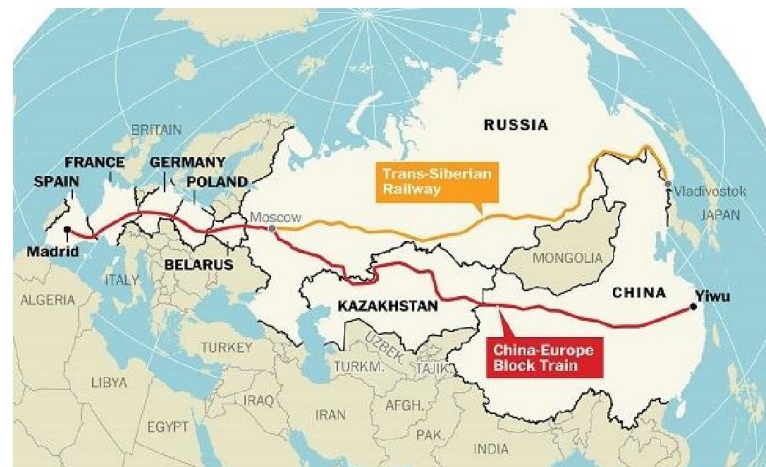 RUSSIA
BRITAIN
FRANCE
GERMANY
SPAIN
POLAND
Trans-Siberian
Railway
Vladivostok
JAPAN
Moscow
Madrid
BELARUS
MONGOLIA
ITALY
ALGERIA
KAZAKHSTAN
CHINA
Yiwu
TURKEY
UZBEK.
TURKM.
TAJIK.
China-Europe
Block Train
LIBYA
IRAQ
IRAN
AFGH.
EGYPT
PAK.
INDIA